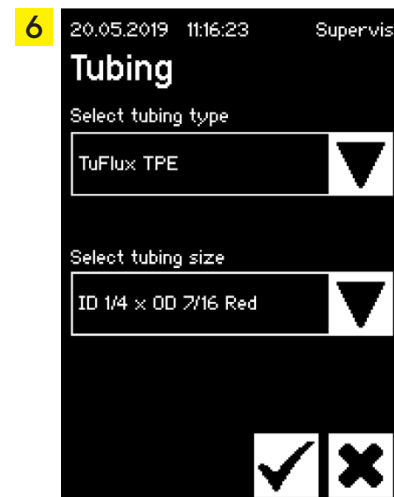 6
20.05.2019 11:16:23 Supervis
Tubing
Select tubing type
TuFlux TPE
Select tubing size
ID 1/4 x OD 7/16 Red